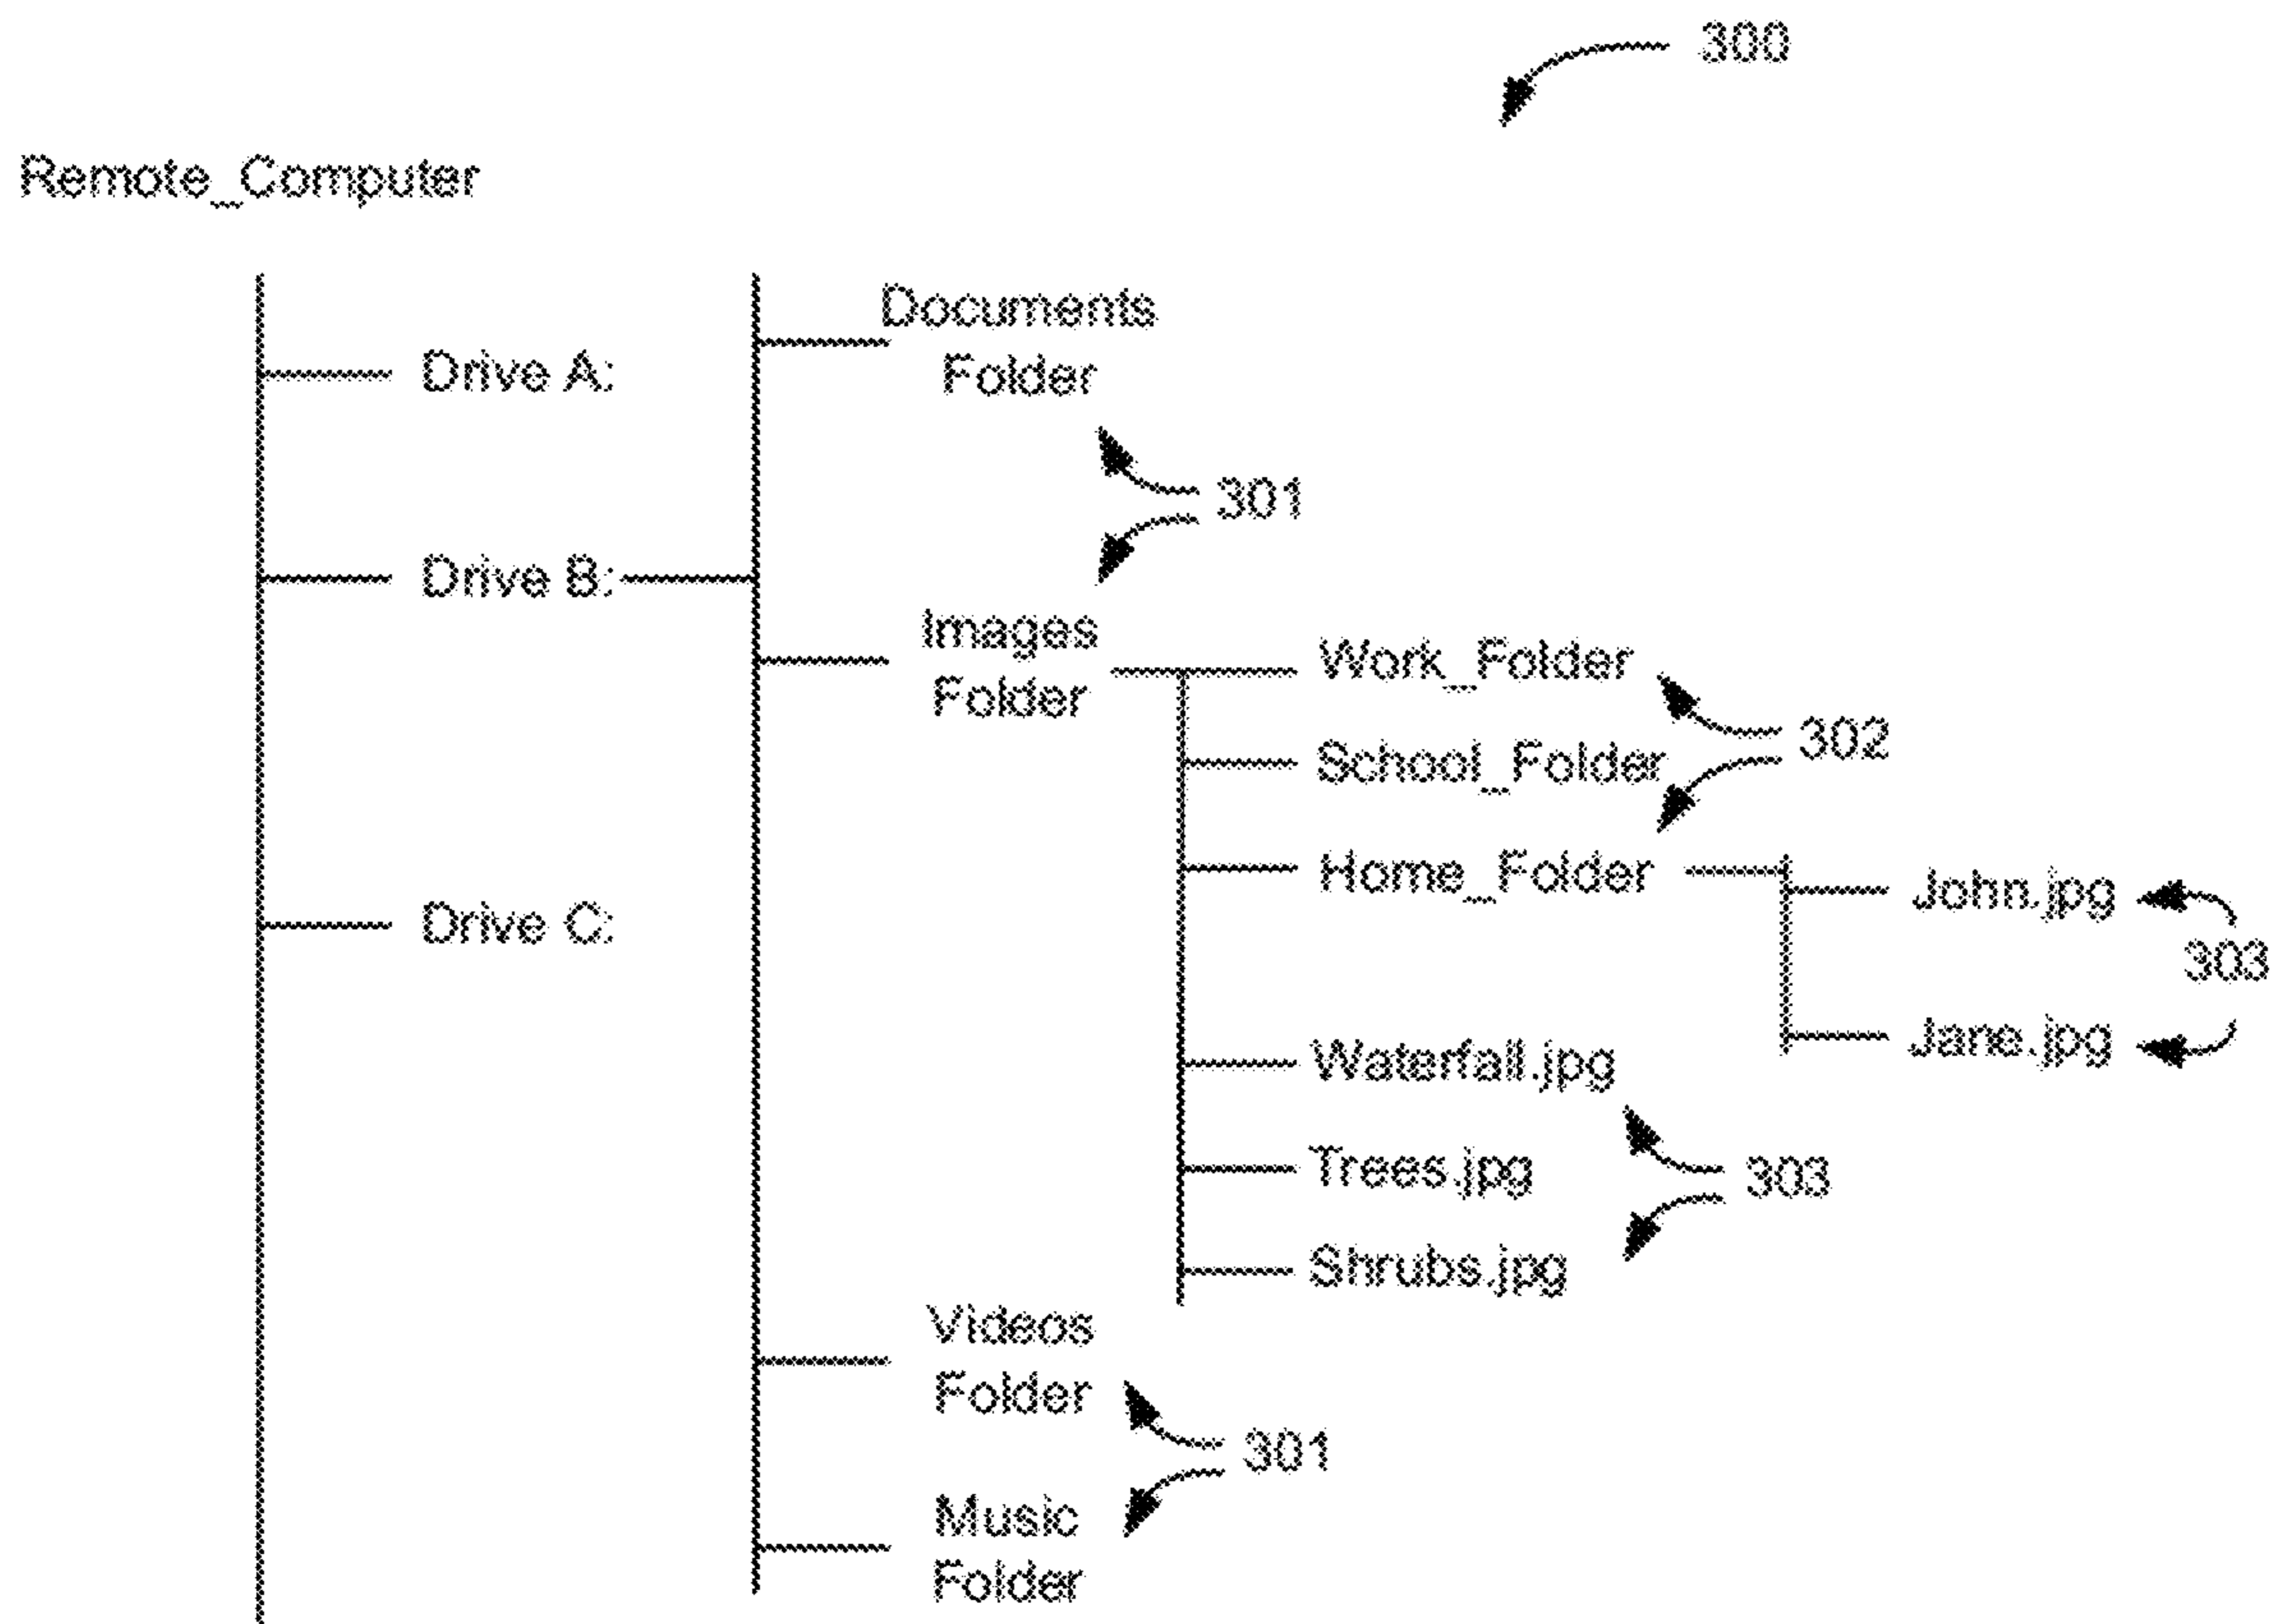 300
Remote_Computer
Documents
Folder
Drive A:
301
Drive B:
Images
Folder
Work_Folder
302
School_Folder
Home_Folder
John.jpg
Drive C:
303
Jane.jpg
Waterfall.jpg
Trees.jpg
303
Shrubs.jpg
Videos
Folder
301
Music
Folder